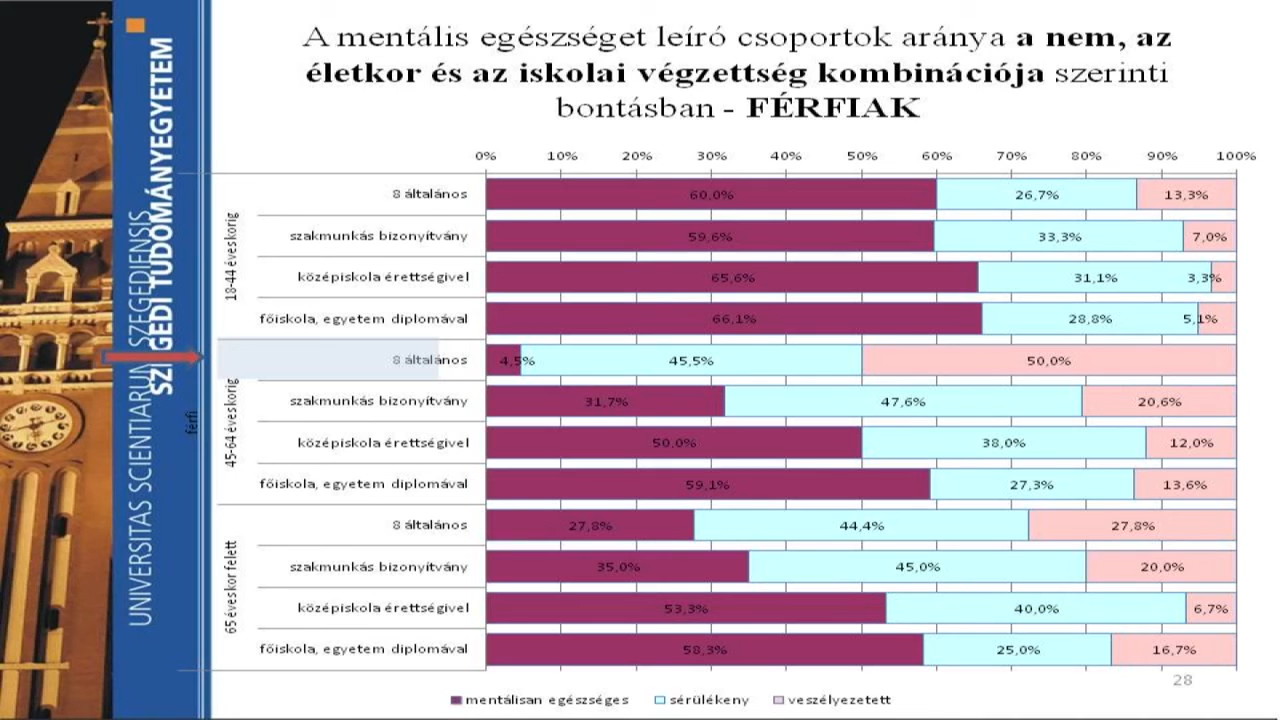 A mentális egészséget leíró csoportok aránya a nem, az
életkor és az iskolai végzettség kombinációja szerinti
bontásban - FÉRFIAK
UNIVERSITAS SCIENTIARUM SZEGEDIENSIS
SZEGEDI TUDOMÁNYEGYETEM
0% 10% 20% 30% 40% 50% 60% 70% 80% 90% 100%
férfi
18-44 éves korig
8 általános 60,0% 26,7% 13,3%
szakmunkás bizonyítvány 59,6% 33,3% 7,0%
középiskola érettségivel 65,6% 31,1% 3,3%
főiskola, egyetem diplomával 66,1% 28,8% 5,1%
45-64 éves korig
8 általános 4,5% 45,5% 50,0%
szakmunkás bizonyítvány 31,7% 47,6% 20,6%
középiskola érettségivel 50,0% 38,0% 12,0%
főiskola, egyetem diplomával 59,1% 27,3% 13,6%
65 éves kor felett
8 általános 27,8% 44,4% 27,8%
szakmunkás bizonyítvány 35,0% 45,0% 20,0%
középiskola érettségivel 53,3% 40,0% 6,7%
főiskola, egyetem diplomával 58,3% 25,0% 16,7%
28
mentálisan egészséges sérülékeny veszélyezetett